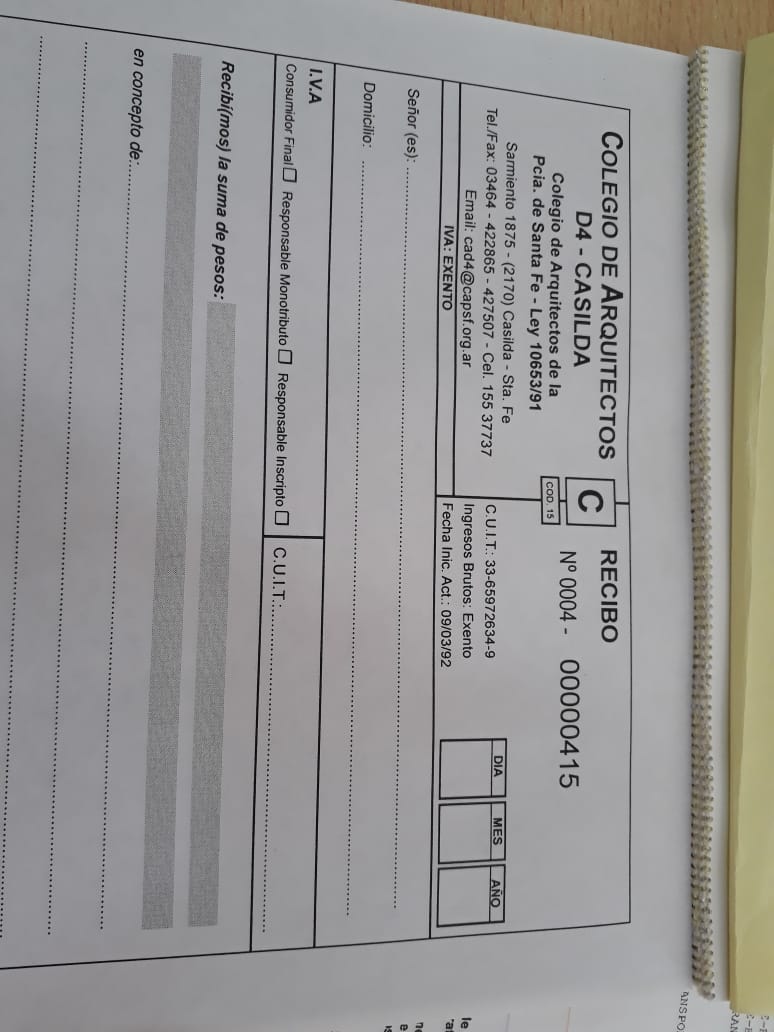 COLEGIO DE ARQUITECTOS
D4 - CASILDA
Colegio de Arquitectos de la
Pcia. de Santa Fe - Ley 10653/91
Sarmiento 1875 - (2170) Casilda - Sta. Fe
Tel./Fax: 03464 - 422865 - 427507 - Cel. 155 37737
Email: cad4@capsf.org.ar
IVA: EXENTO
C
COD. 15
RECIBO
Nº 0004 - 00000415
C.U.I.T.: 33-65972634-9
Ingresos Brutos: Exento
Fecha Inic. Act.: 09/03/92
DIA MES AÑO
Señor (es):
Domicilio:
I.V.A
Consumidor Final Responsable Monotributo Responsable Inscripto C.U.I.T.:
Recibí(mos) la suma de pesos:
en concepto de: